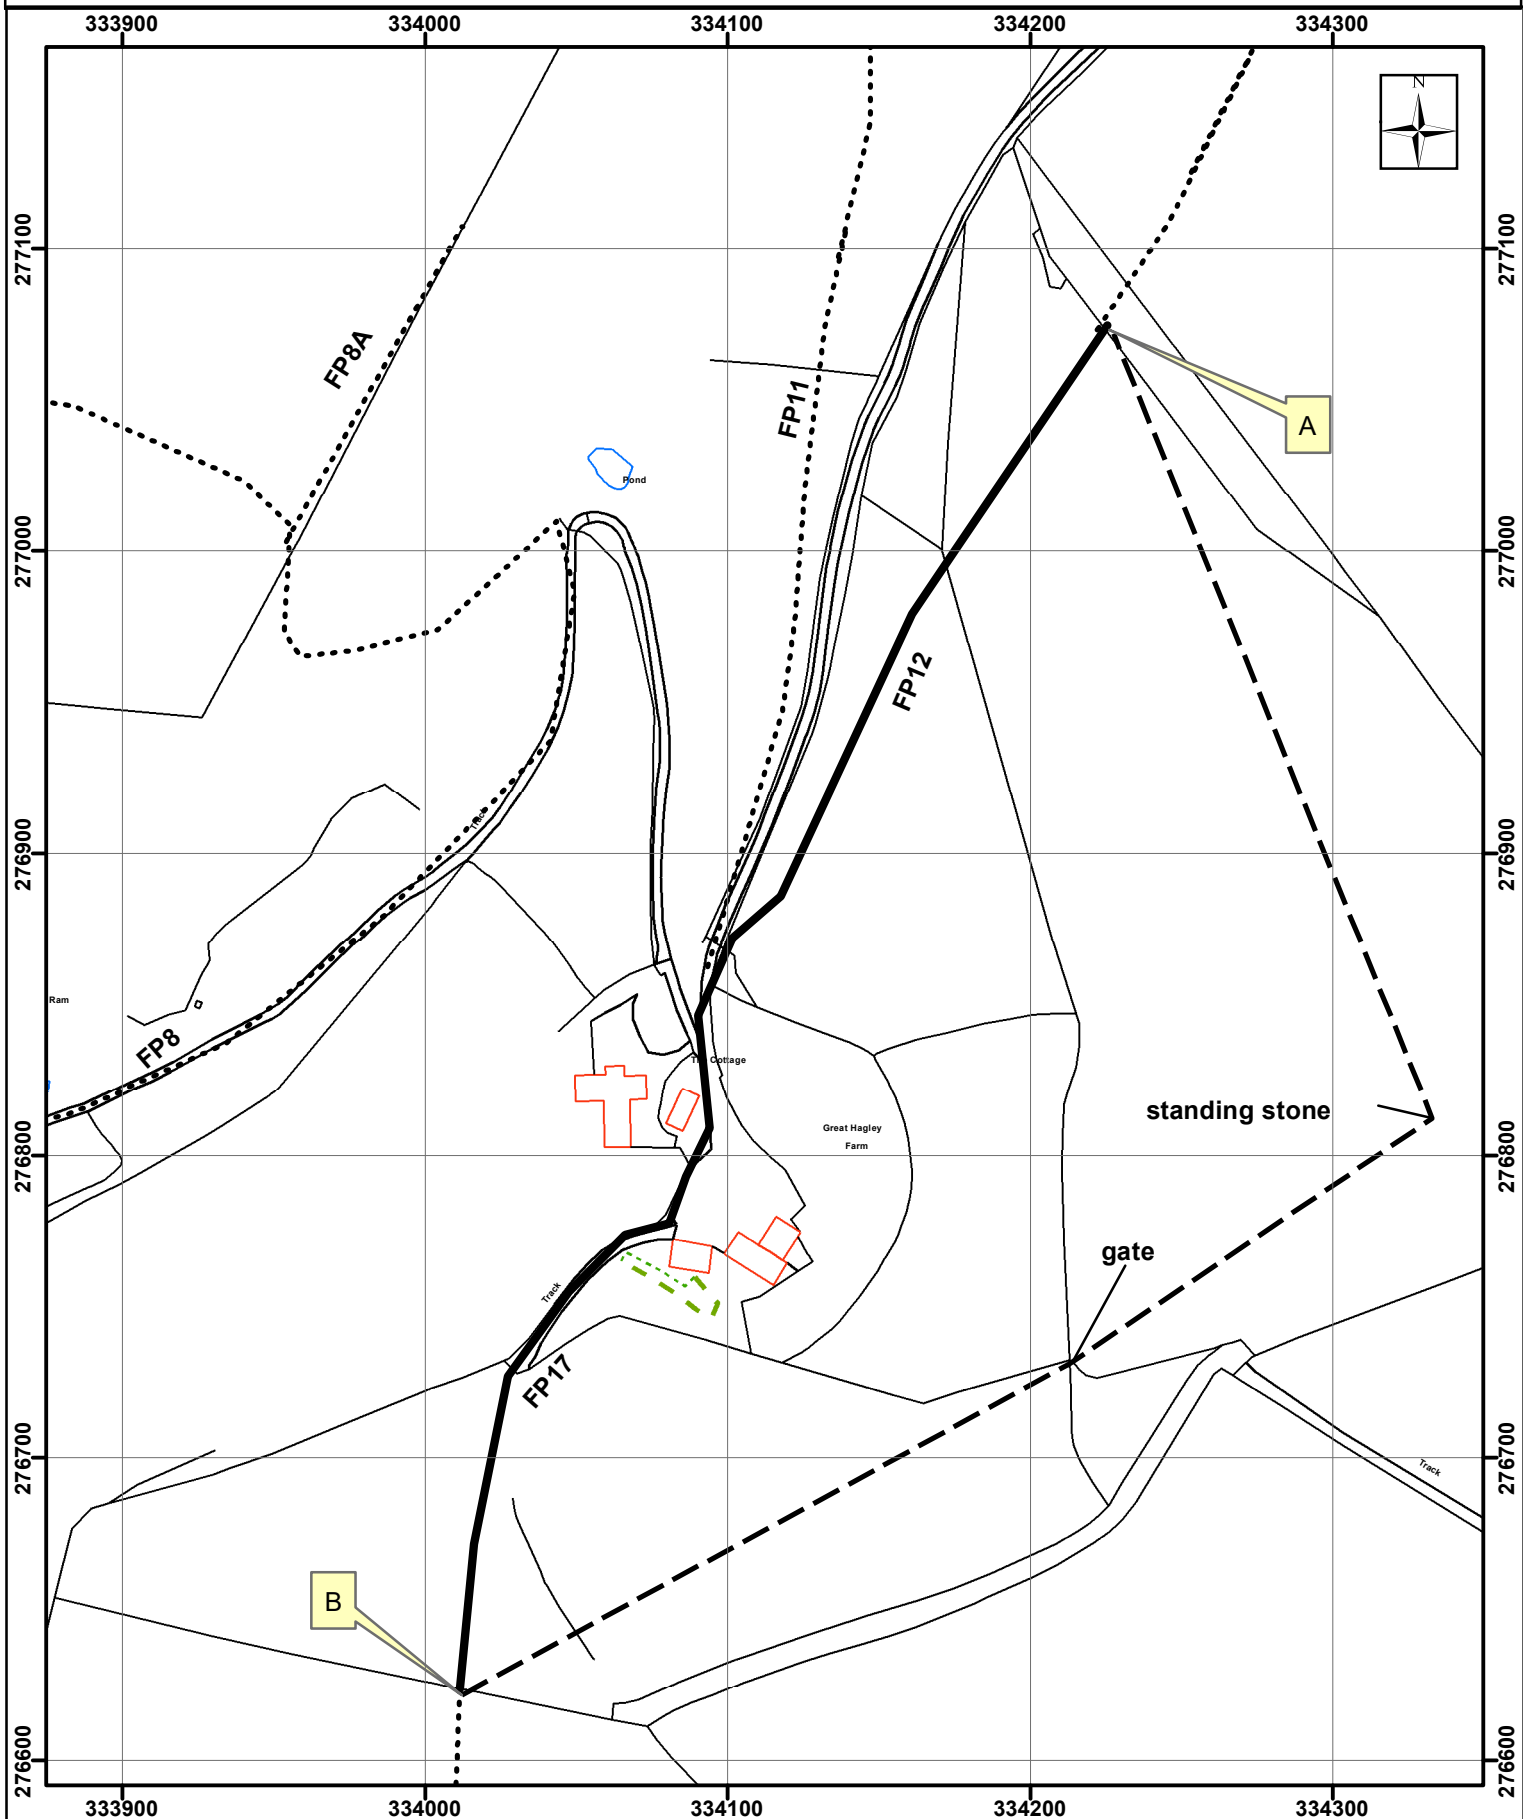 333900 334000 334100 334200 334300
N
277100 277100
FP8A
FP11
A
Pond
277000 277000
FP12
Track
276900 276900
Ram
FP8
The Cottage
standing stone
Great Hagley
Farm
276800 276800
gate
Track
FP17
276700 276700
Track
B
276600 276600
333900 334000 334100 334200 334300